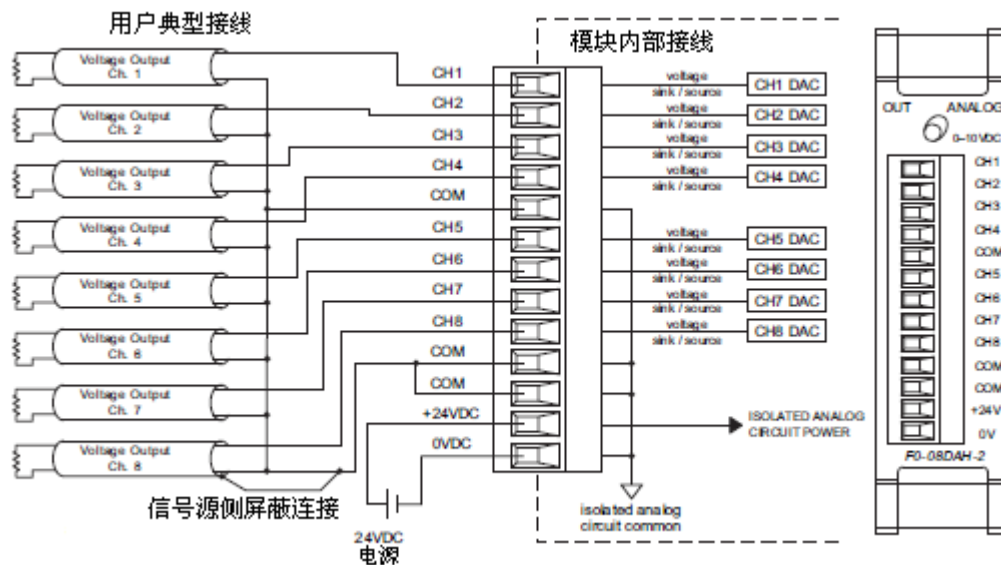 用户典型接线
模块内部接线
Voltage Output
Ch. 1
Voltage Output
Ch. 2
Voltage Output
Ch. 3
Voltage Output
Ch. 4
Voltage Output
Ch. 5
Voltage Output
Ch. 6
Voltage Output
Ch. 7
Voltage Output
Ch. 8
信号源侧屏蔽连接
24VDC
电源
CH1
CH2
CH3
CH4
COM
CH5
CH6
CH7
CH8
COM
COM
+24VDC
0VDC
voltage
sink / source
CH1 DAC
voltage
sink / source
CH2 DAC
voltage
sink / source
CH3 DAC
voltage
sink / source
CH4 DAC
voltage
sink / source
CH5 DAC
voltage
sink / source
CH6 DAC
voltage
sink / source
CH7 DAC
voltage
sink / source
CH8 DAC
ISOLATED ANALOG
CIRCUIT POWER
isolated analog
circuit common
OUT ANALOG
0–10VDC
CH1
CH2
CH3
CH4
COM
CH5
CH6
CH7
CH8
COM
COM
+24V
0V
F0-08DAH-2